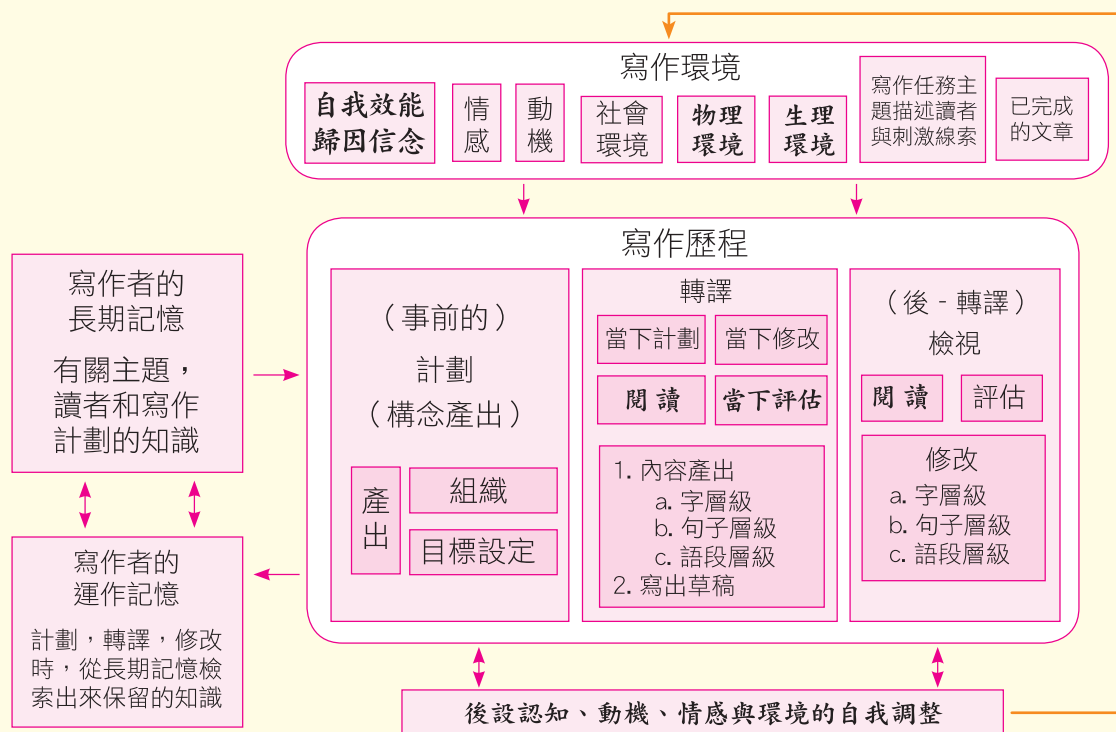 寫作環境
自我效能
歸因信念
情
感
動
機
社會
環境
物理
環境
生理
環境
寫作任務主
題描述讀者
與刺激線索
已完成
的文章
寫作者的
長期記憶
有關主題，
讀者和寫作
計劃的知識
寫作者的
運作記憶
計劃，轉譯，修改
時，從長期記憶檢
索出來保留的知識
寫作歷程
（事前的）
計劃
（構念產出）
產
出
組織
目標設定
轉譯
當下計劃
當下修改
閱讀
當下評估
1. 內容產出
a. 字層級
b. 句子層級
c. 語段層級
2. 寫出草稿
（後 - 轉譯）
檢視
閱讀
評估
修改
a. 字層級
b. 句子層級
c. 語段層級
後設認知、動機、情感與環境的自我調整